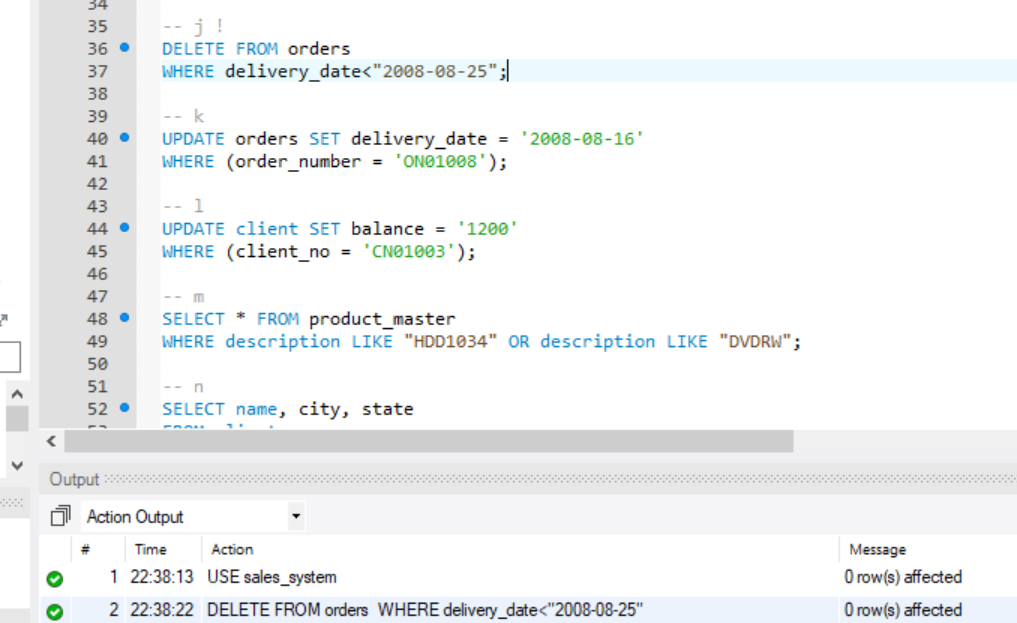 34
35 -- j !
36 DELETE FROM orders
37 WHERE delivery_date<"2008-08-25";
38
39 -- k
40 UPDATE orders SET delivery_date = '2008-08-16'
41 WHERE (order_number = 'ON01008');
42
43 -- l
44 UPDATE client SET balance = '1200'
45 WHERE (client_no = 'CN01003');
46
47 -- m
48 SELECT * FROM product_master
49 WHERE description LIKE "HDD1034" OR description LIKE "DVDRW";
50
51 -- n
52 SELECT name, city, state
Output
Action Output
# Time Action Message
1 22:38:13 USE sales_system 0 row(s) affected
2 22:38:22 DELETE FROM orders WHERE delivery_date<"2008-08-25" 0 row(s) affected